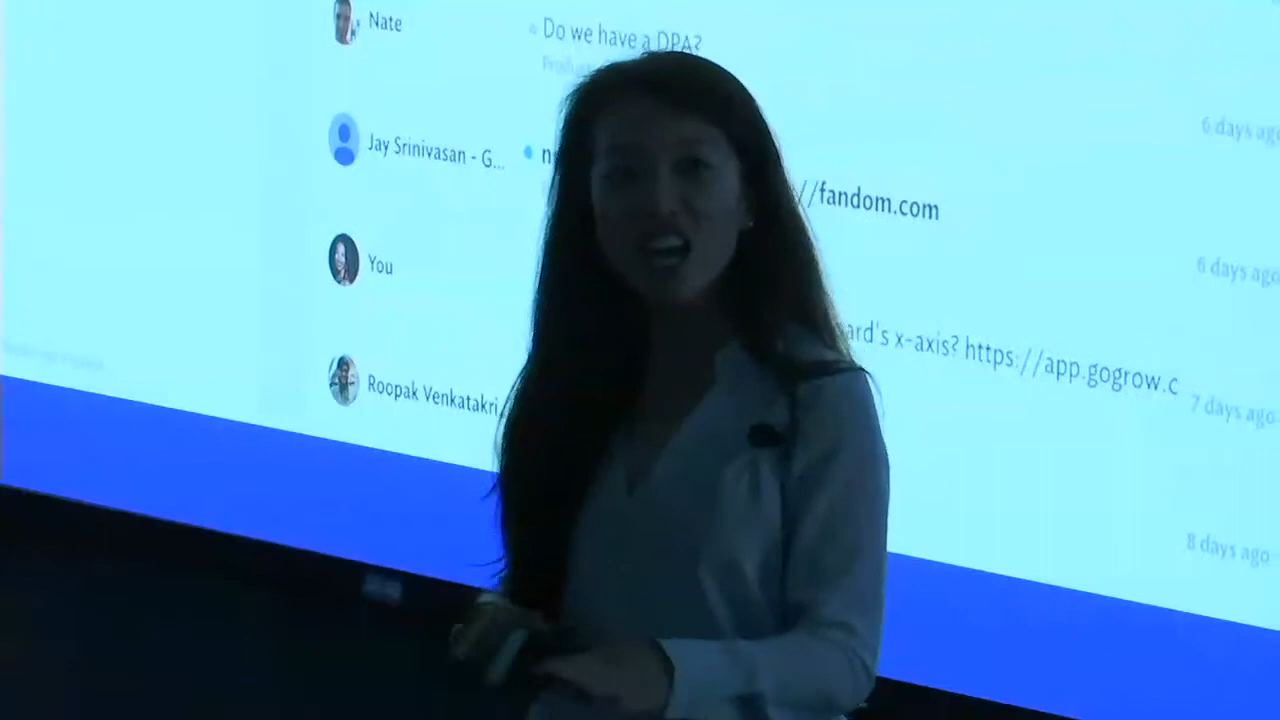 Nate
Do we have a DPA?
6 days ago
Jay Srinivasan - G...
//fandom.com
6 days ago
You
ard's x-axis? https://app.gogrow.c
7 days ago
Roopak Venkatakri...
8 days ago